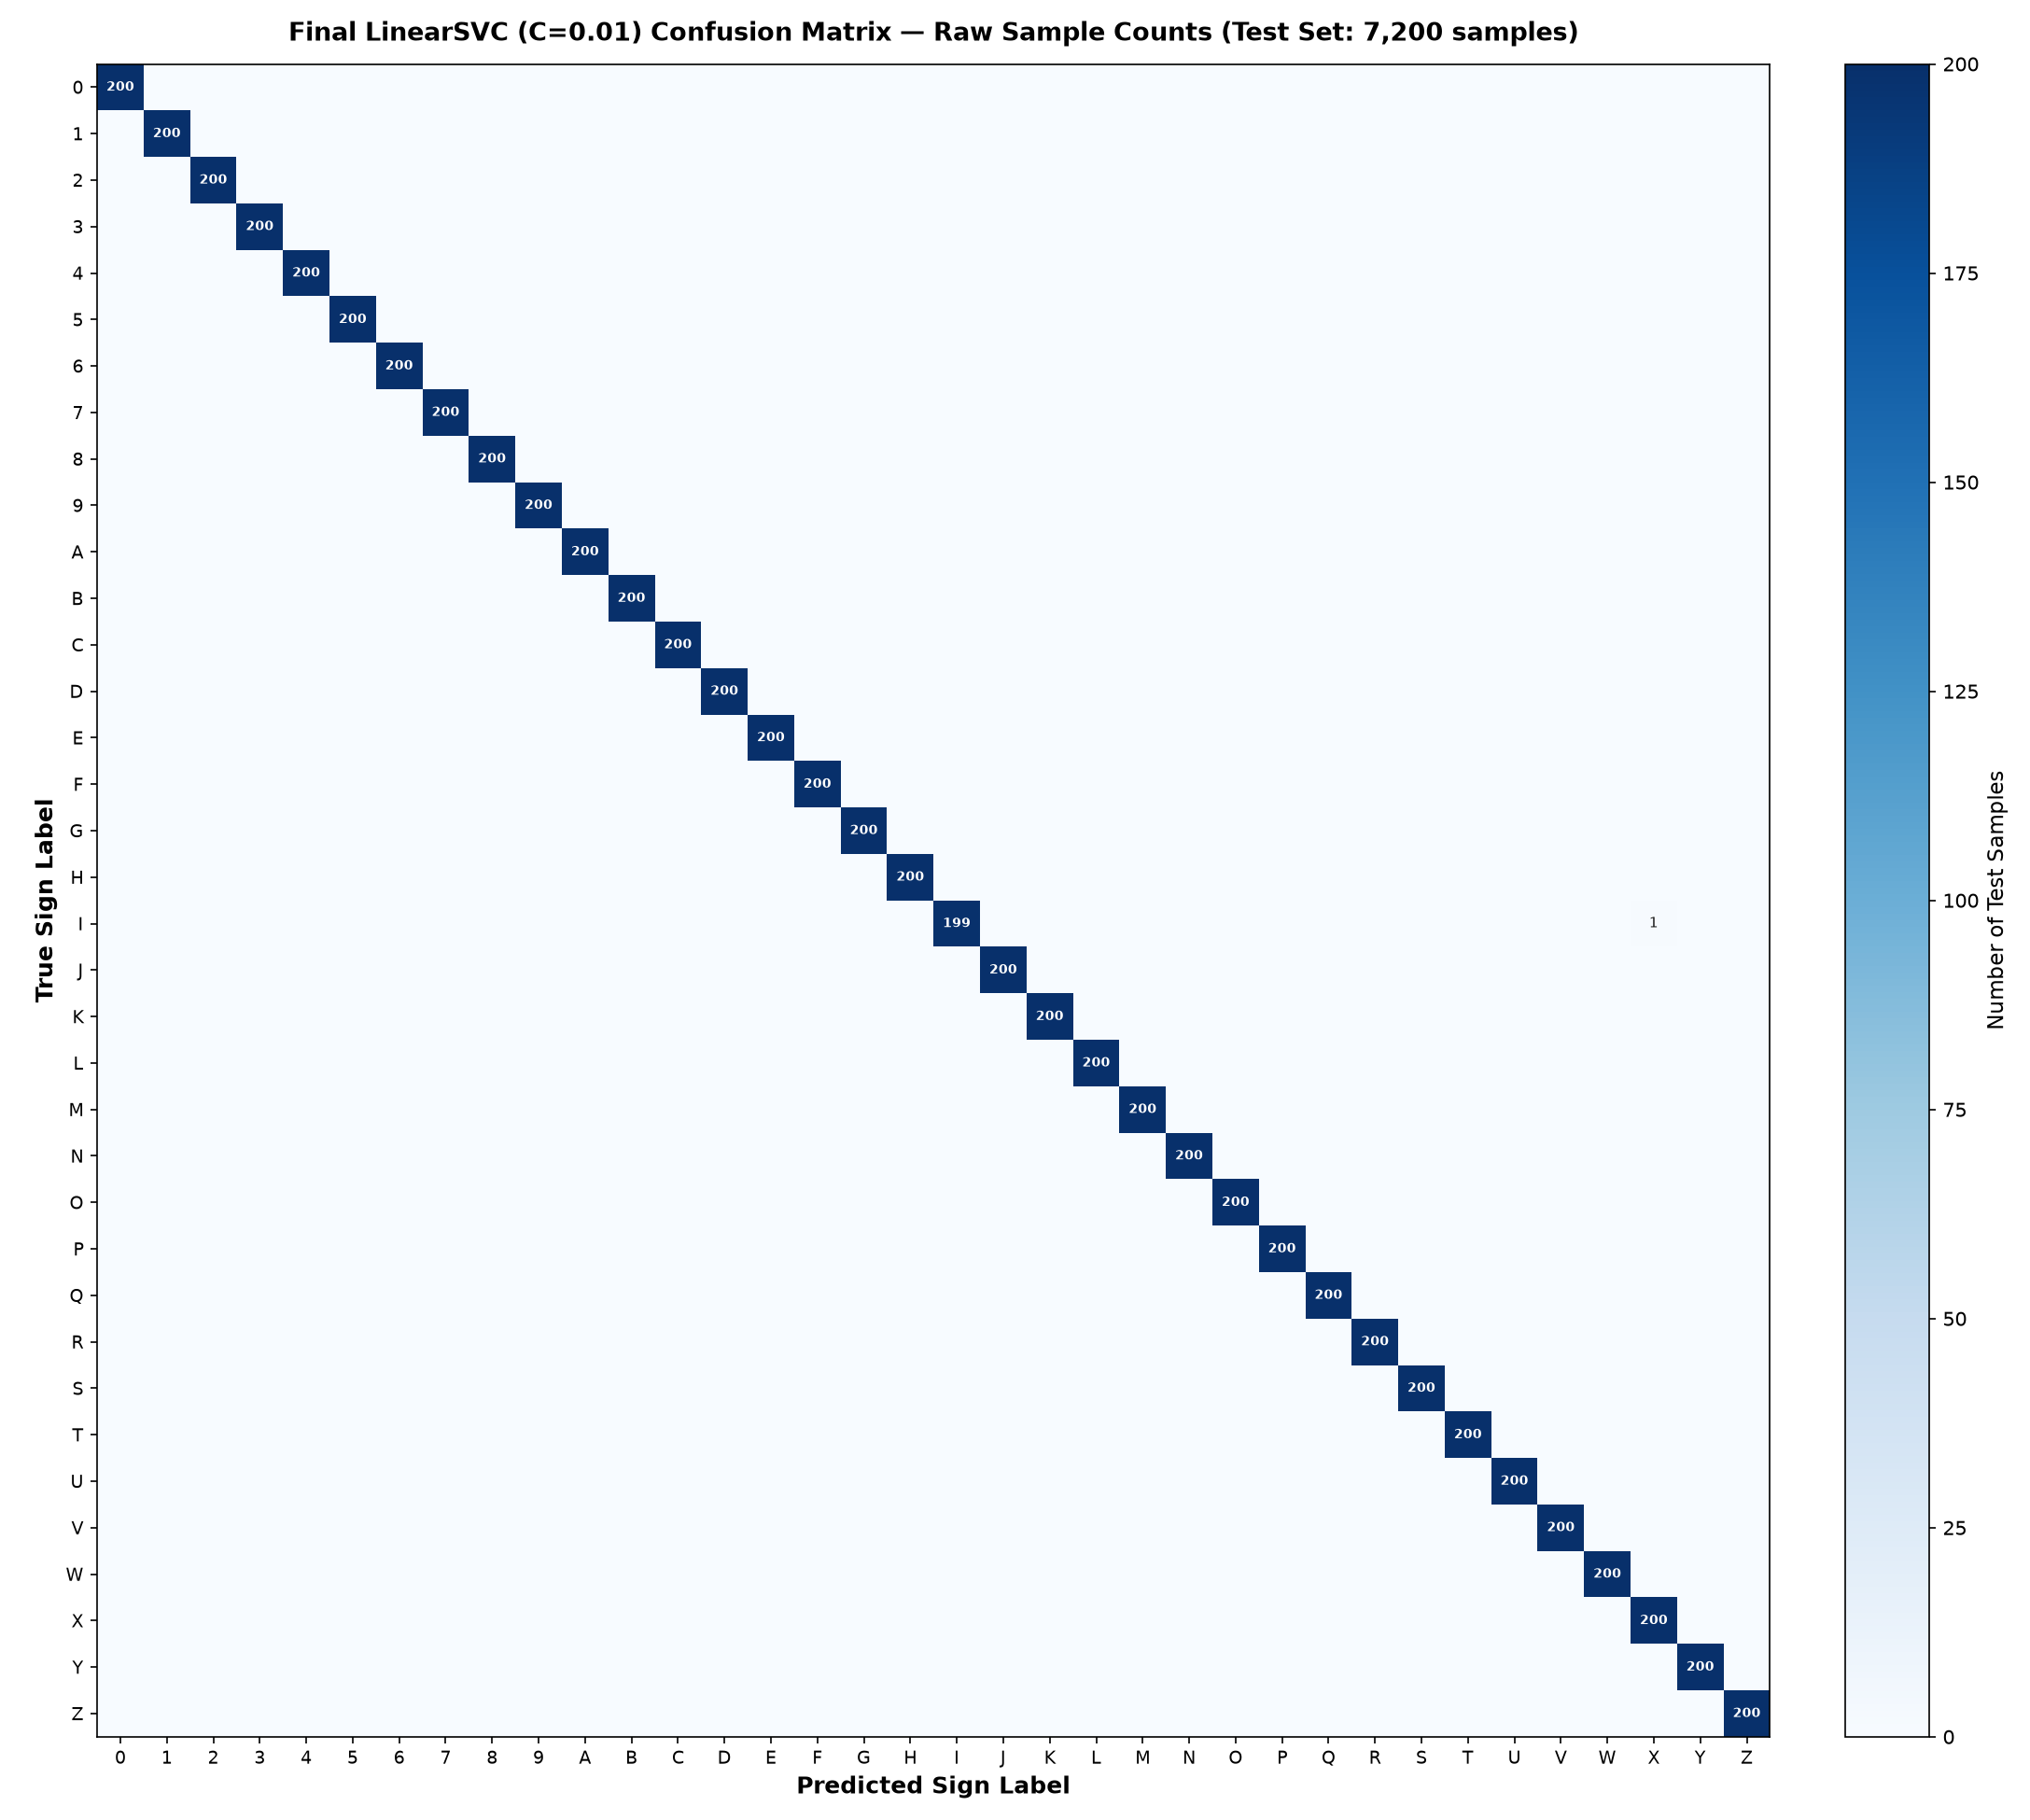 Final LinearSVC (C=0.01) Confusion Matrix — Raw Sample Counts (Test Set: 7,200 samples)
True Sign Label
0 200
1 200
2 200
3 200
4 200
5 200
6 200
7 200
8 200
9 200
A 200
B 200
C 200
D 200
E 200
F 200
G 200
H 200
I 199 1
J 200
K 200
L 200
M 200
N 200
O 200
P 200
Q 200
R 200
S 200
T 200
U 200
V 200
W 200
X 200
Y 200
Z 200
0 1 2 3 4 5 6 7 8 9 A B C D E F G H I J K L M N O P Q R S T U V W X Y Z
Predicted Sign Label
200
175
150
125
100
75
50
25
0
Number of Test Samples